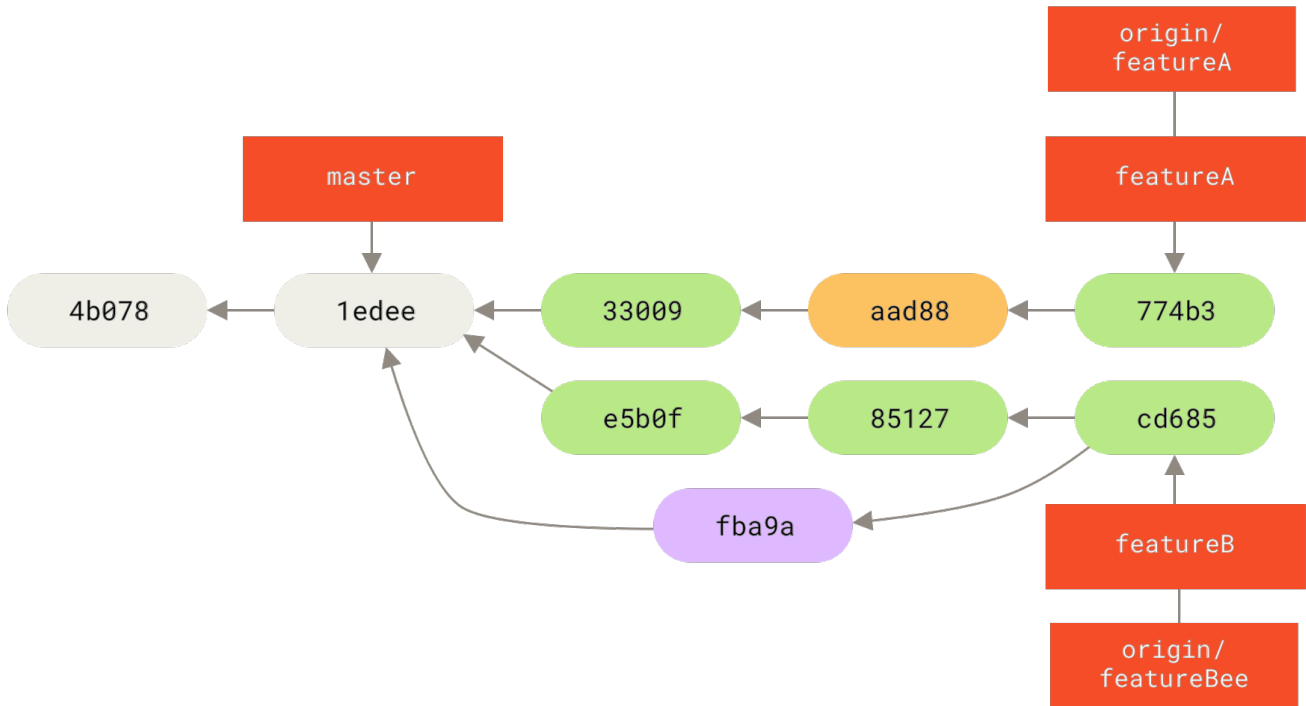 origin/
featureA
master
featureA
4b078
1edee
33009
aad88
774b3
e5b0f
85127
cd685
fba9a
featureB
origin/
featureBee